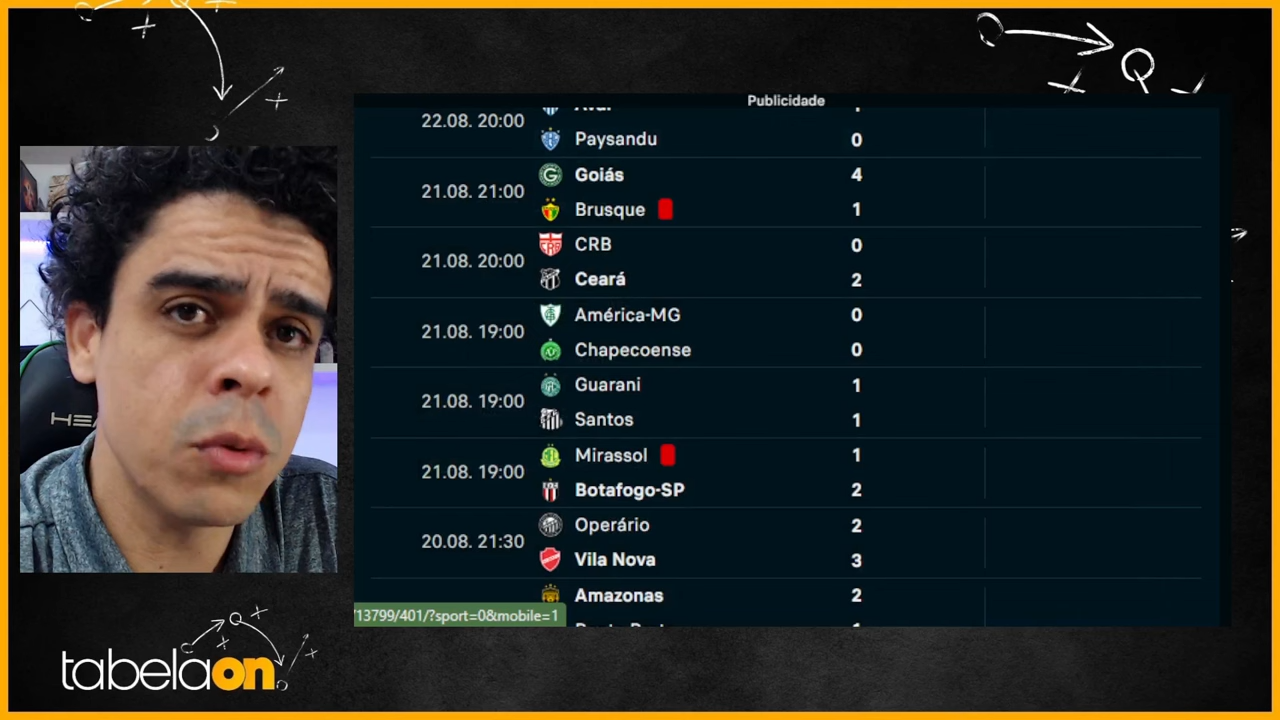 Publicidade
22.08. 20:00
Paysandu 0
21.08. 21:00
Goiás 4
Brusque 1
21.08. 20:00
CRB 0
Ceará 2
21.08. 19:00
América-MG 0
Chapecoense 0
21.08. 19:00
Guarani 1
Santos 1
21.08. 19:00
Mirassol 1
Botafogo-SP 2
20.08. 21:30
Operário 2
Vila Nova 3
Amazonas 2
13799/401/?sport=0&mobile=1
HE
tabelaon